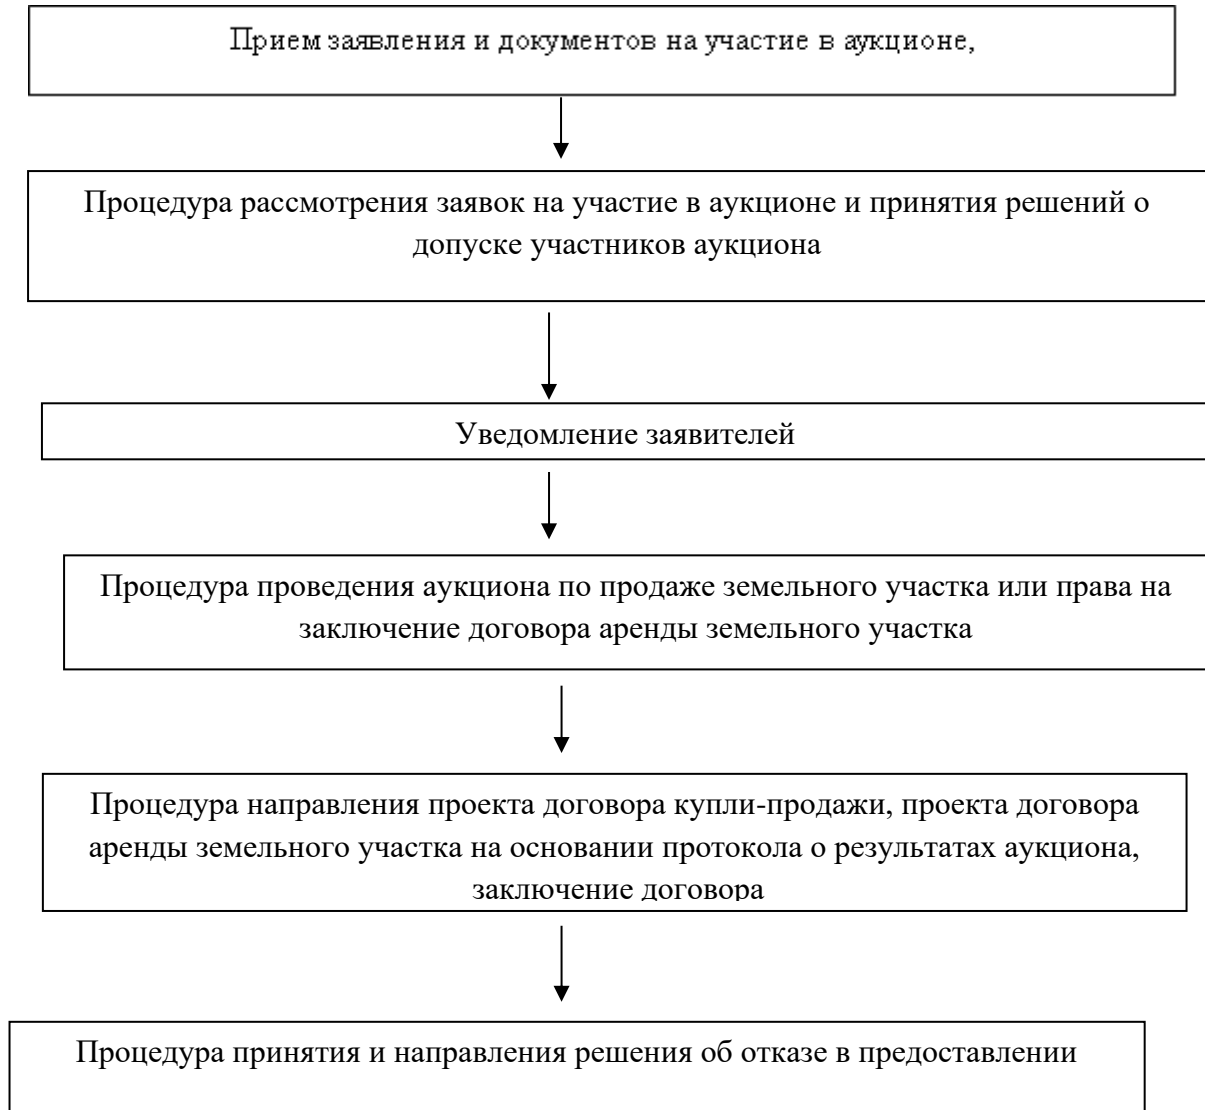 Прием заявления и документов на участие в аукционе,
Процедура рассмотрения заявок на участие в аукционе и принятия решений о
допуске участников аукциона
Уведомление заявителей
Процедура проведения аукциона по продаже земельного участка или права на
заключение договора аренды земельного участка
Процедура направления проекта договора купли-продажи, проекта договора
аренды земельного участка на основании протокола о результатах аукциона,
заключение договора
Процедура принятия и направления решения об отказе в предоставлении